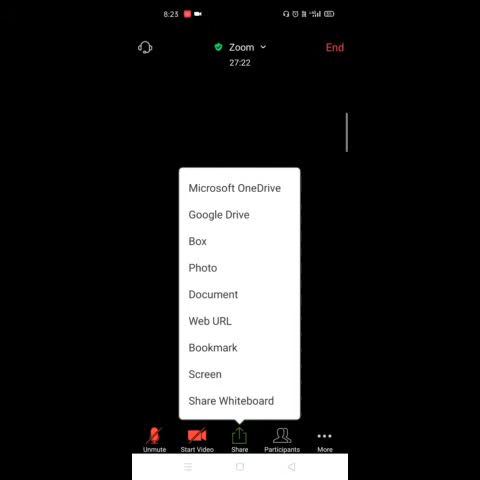 8:23
Zoom
End
27:22
Microsoft OneDrive
Google Drive
Box
Photo
Document
Web URL
Bookmark
Screen
Share Whiteboard
Unmute
Start Video
Share
Participants
More